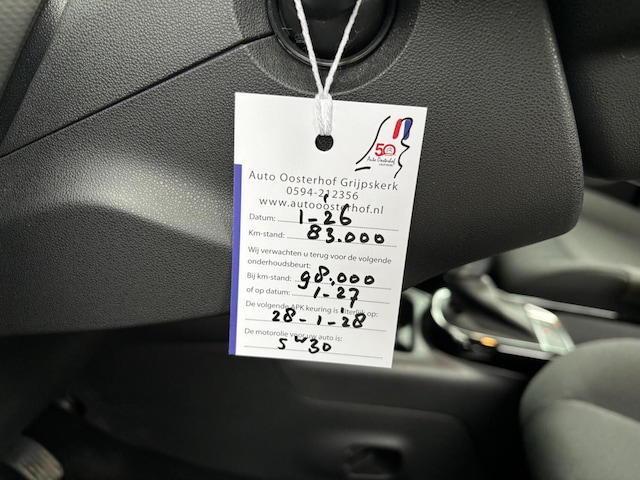 50
Auto Oosterhof
Auto Oosterhof Grijpskerk
0594-212356
www.autooosterhof.nl
Datum: 1-'26
Km-stand: 83.000
Wij verwachten u terug voor de volgende
onderhoudsbeurt:
Bij km-stand: 98.000
of op datum: 1-27
De volgende APK keuring is uiterlijk op:
28-1-'28
De motorolie voor uw auto is:
5w30